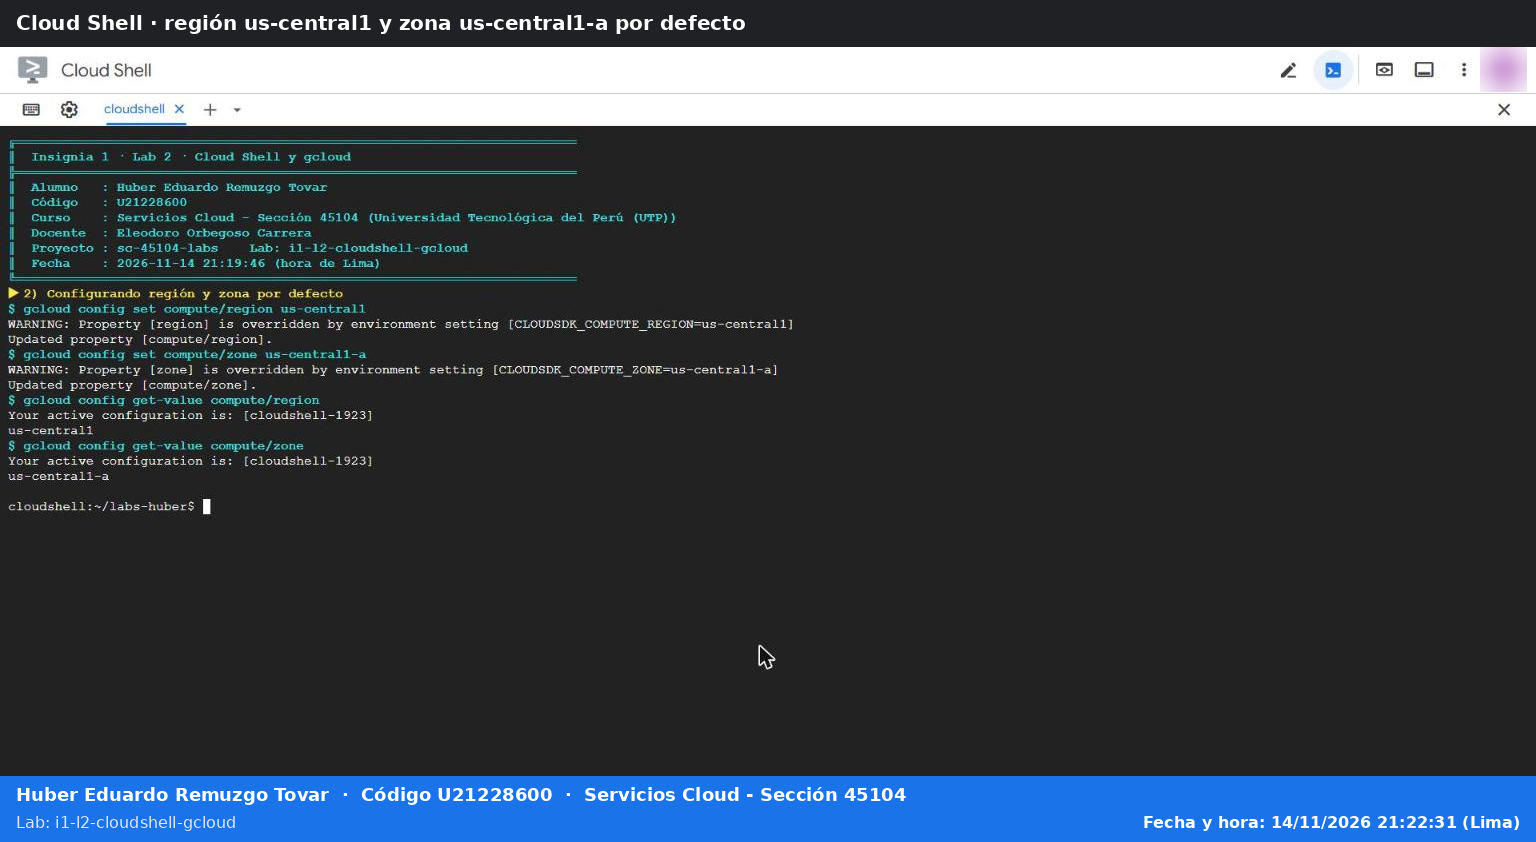 Cloud Shell · región us-central1 y zona us-central1-a por defecto
Cloud Shell
cloudshell
Insignia 1 · Lab 2 · Cloud Shell y gcloud
Alumno : Huber Eduardo Remuzgo Tovar
Código : U21228600
Curso : Servicios Cloud - Sección 45104 (Universidad Tecnológica del Perú (UTP))
Docente : Eleodoro Orbegoso Carrera
Proyecto : sc-45104-labs Lab: i1-l2-cloudshell-gcloud
Fecha : 2026-11-14 21:19:46 (hora de Lima)
▶ 2) Configurando región y zona por defecto
$ gcloud config set compute/region us-central1
WARNING: Property [region] is overridden by environment setting [CLOUDSDK_COMPUTE_REGION=us-central1]
Updated property [compute/region].
$ gcloud config set compute/zone us-central1-a
WARNING: Property [zone] is overridden by environment setting [CLOUDSDK_COMPUTE_ZONE=us-central1-a]
Updated property [compute/zone].
$ gcloud config get-value compute/region
Your active configuration is: [cloudshell-1923]
us-central1
$ gcloud config get-value compute/zone
Your active configuration is: [cloudshell-1923]
us-central1-a
cloudshell:~/labs-huber$
Huber Eduardo Remuzgo Tovar · Código U21228600 · Servicios Cloud - Sección 45104
Lab: i1-l2-cloudshell-gcloud
Fecha y hora: 14/11/2026 21:22:31 (Lima)